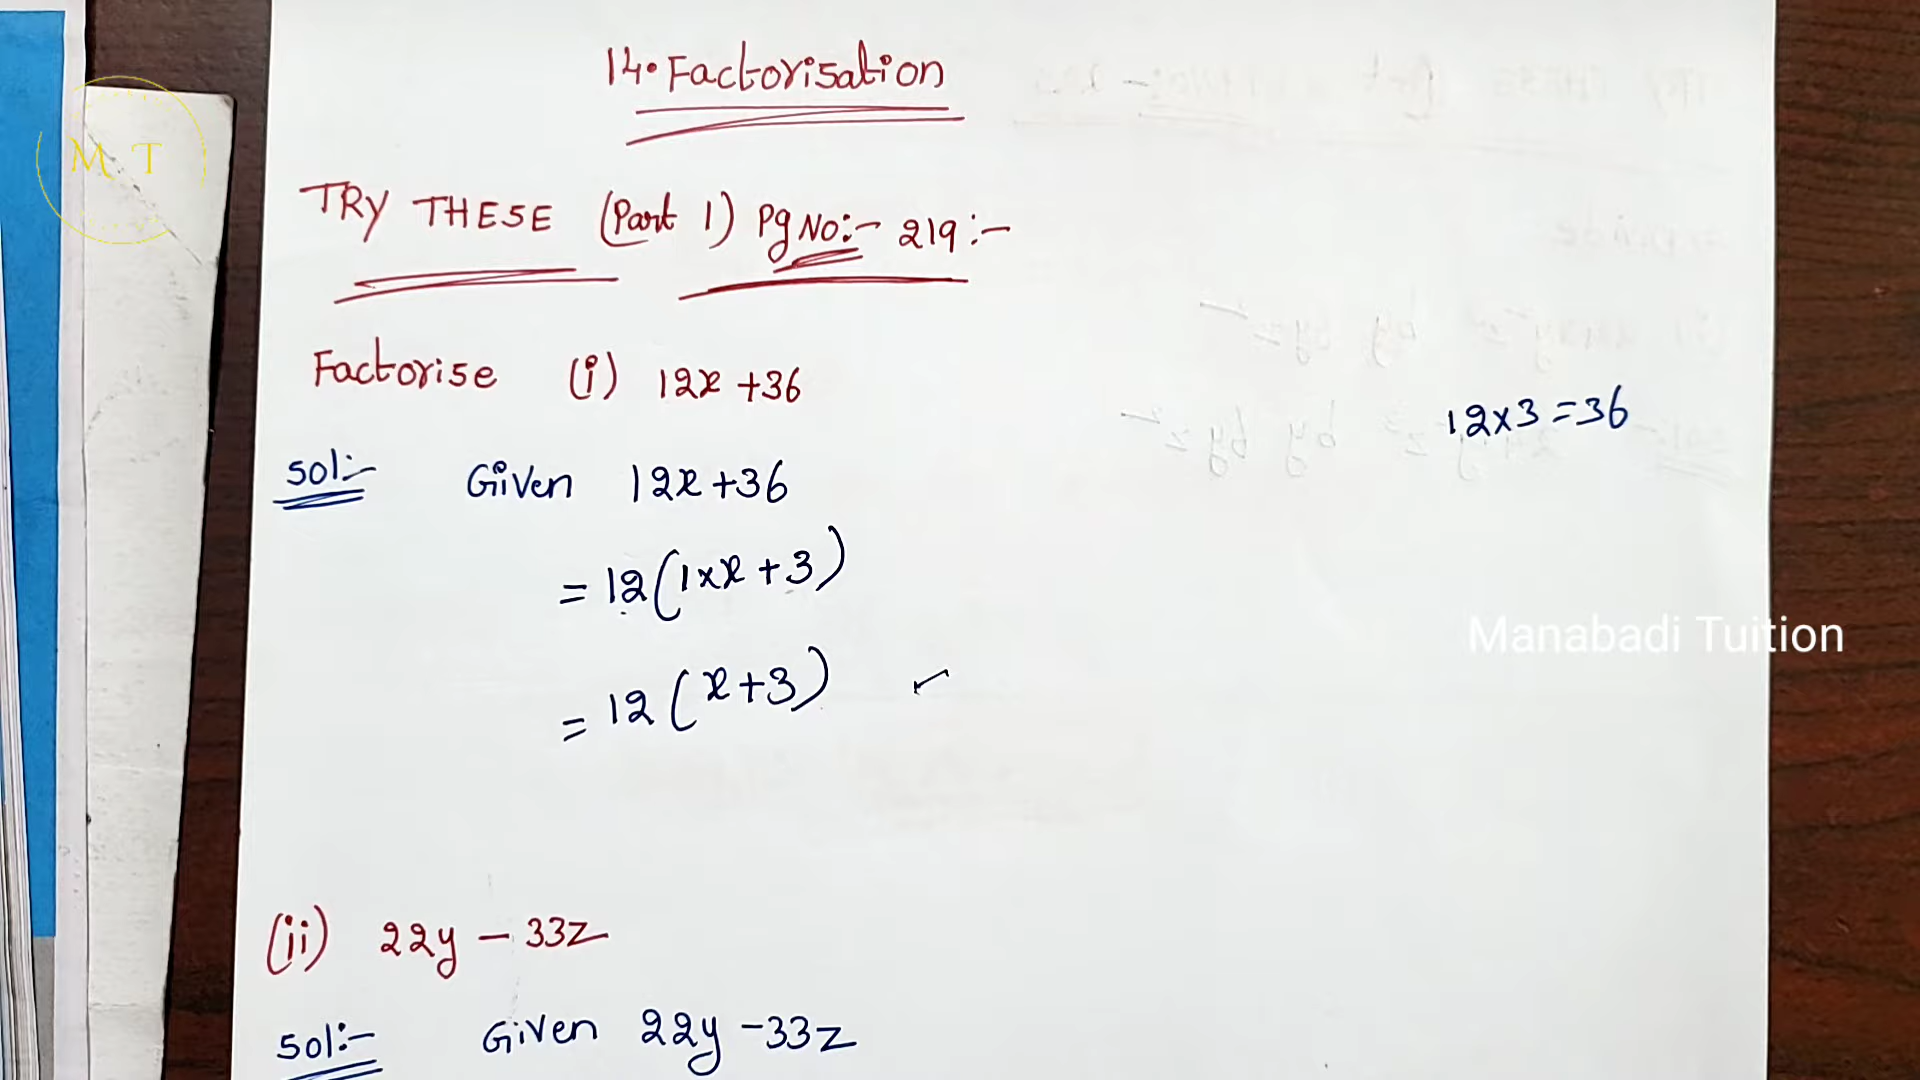 14. Factorisation
M T
TRY THESE (Part 1) Pg No:- 219:-
Factorise (i) 12x +36
12x3=36
Sol:- Given 12x+36
= 12(1xx+3)
Manabadi Tuition
= 12(x+3)
(ii) 22y - 33z
Sol:- Given 22y -33z